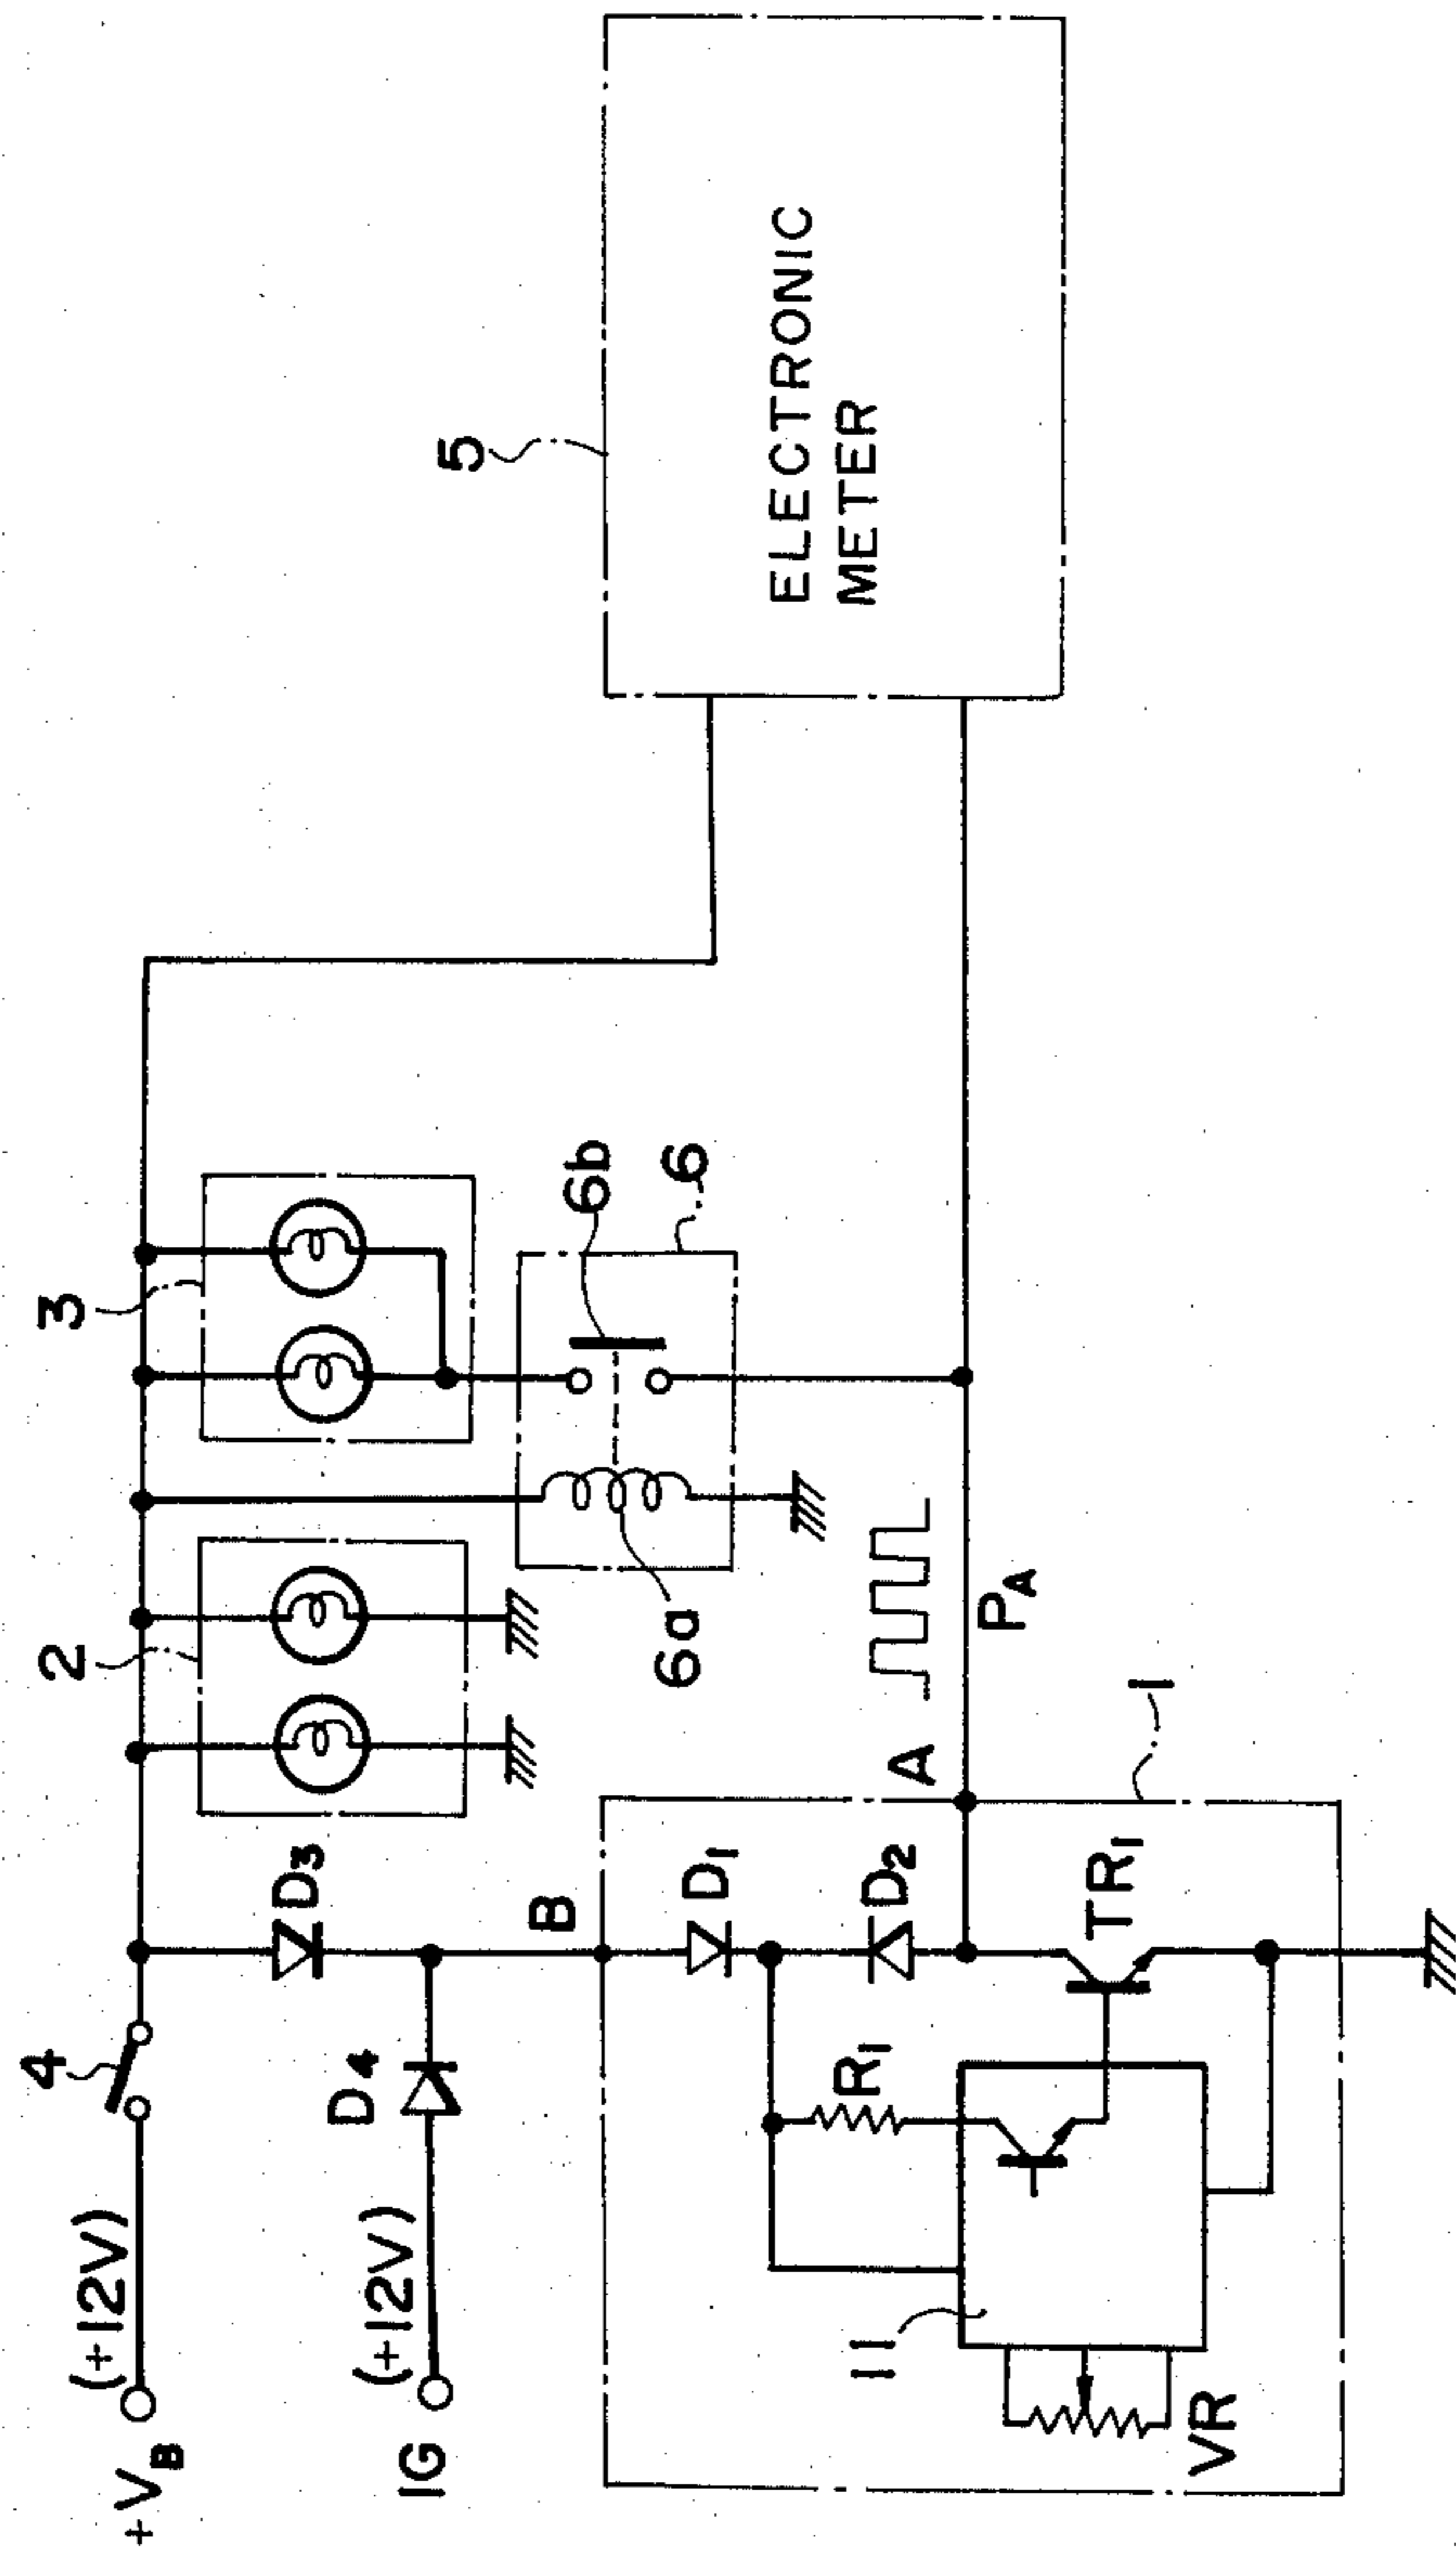 +VB
(+12V)
4
2
3
IG
(+12V)
D4
D3
5
B
6a
6b
6
D1
ELECTRONIC
METER
11
R1
D2
A
PA
VR
TR1
1